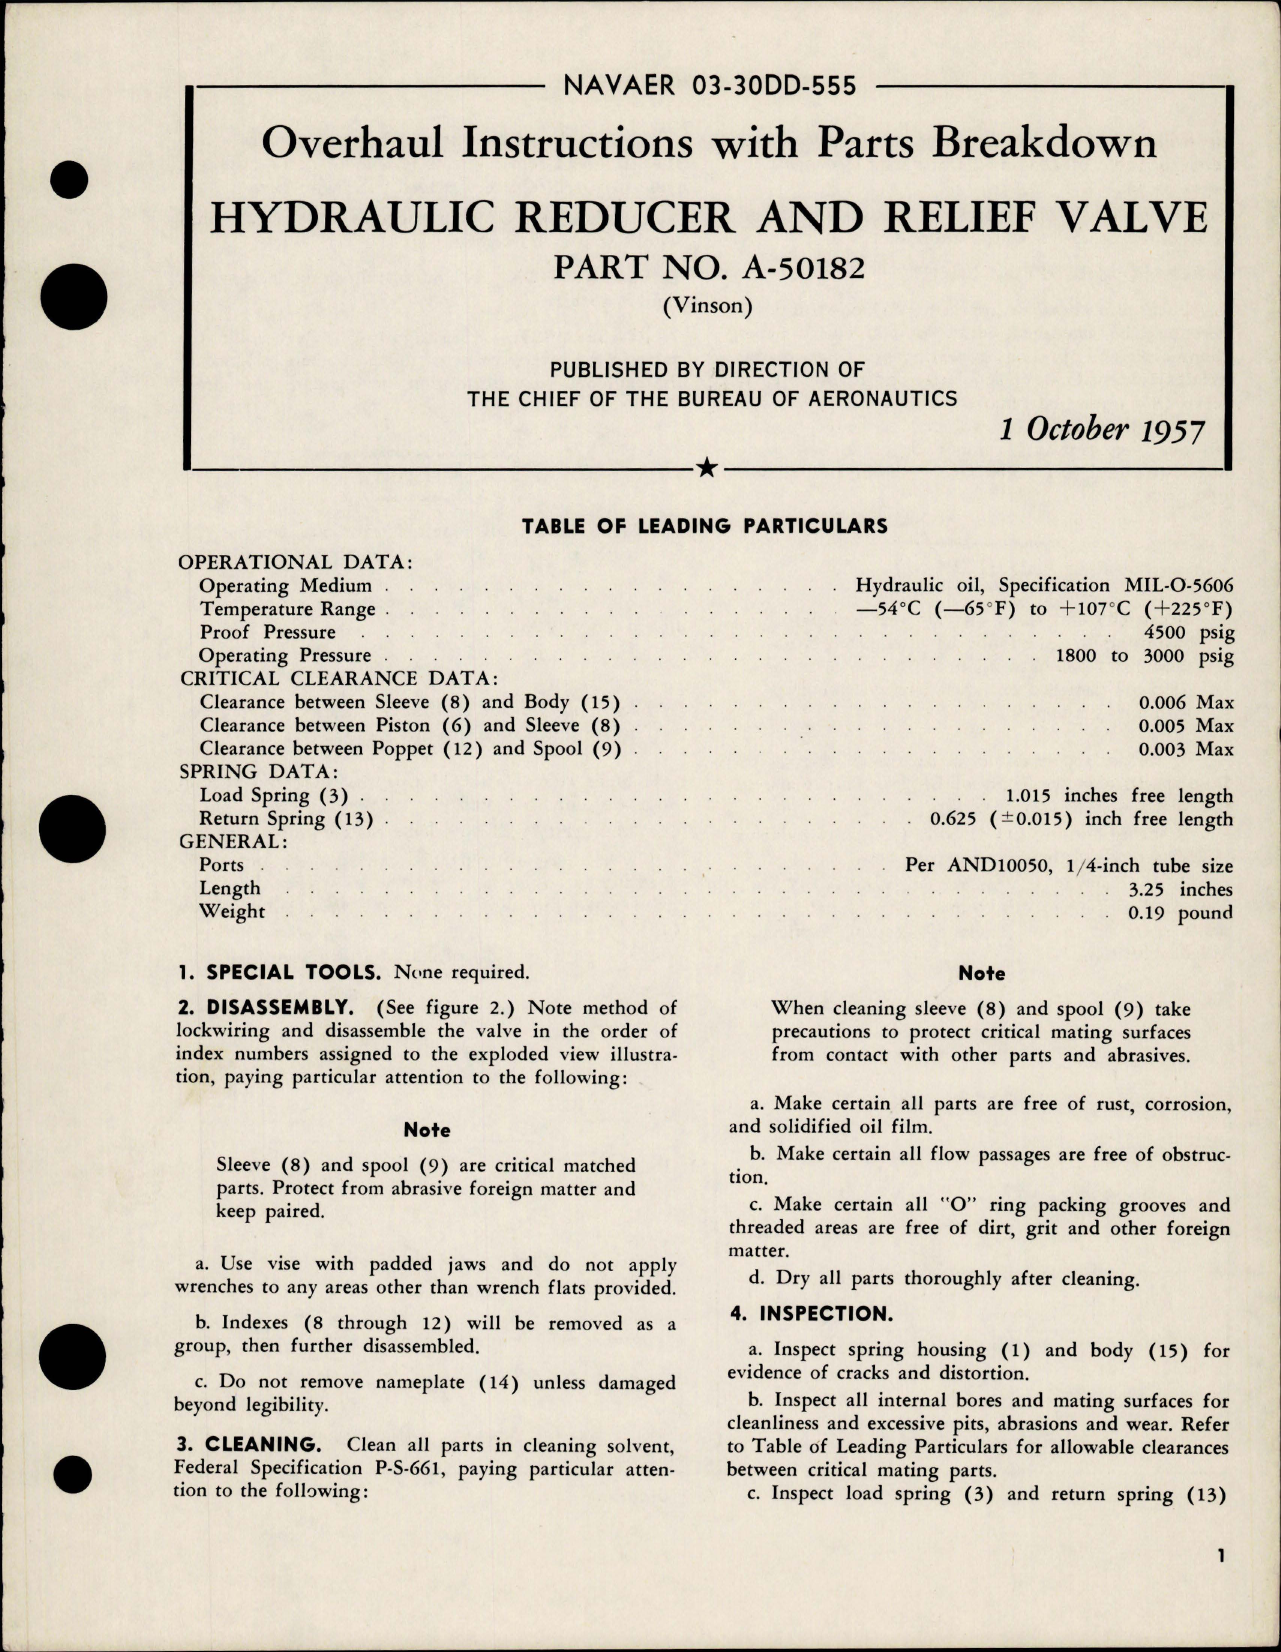 NAVAER 03-30DD-555
Overhaul Instructions with Parts Breakdown
HYDRAULIC REDUCER AND RELIEF VALVE
PART NO. A-50182
(Vinson)
PUBLISHED BY DIRECTION OF
THE CHIEF OF THE BUREAU OF AERONAUTICS
1 October 1957
TABLE OF LEADING PARTICULARS
OPERATIONAL DATA:
Operating Medium . . . . . . . . . . . . . . . . . . . Hydraulic oil, Specification MIL-O-5606
Temperature Range . . . . . . . . . . . . . . . . . . . —54°C (—65°F) to +107°C (+225°F)
Proof Pressure . . . . . . . . . . . . . . . . . . . . . . . . . . . . . . . 4500 psig
Operating Pressure . . . . . . . . . . . . . . . . . . . . . . . . . . . 1800 to 3000 psig
CRITICAL CLEARANCE DATA:
Clearance between Sleeve (8) and Body (15) . . . . . . . . . . . . . . . . . . . . 0.006 Max
Clearance between Piston (6) and Sleeve (8) . . . . . . . . . . . . . . . . . . . . 0.005 Max
Clearance between Poppet (12) and Spool (9) . . . . . . . . . . . . . . . . . . . . 0.003 Max
SPRING DATA:
Load Spring (3) . . . . . . . . . . . . . . . . . . . . . . . . . . 1.015 inches free length
Return Spring (13) . . . . . . . . . . . . . . . . . . . . . . 0.625 (±0.015) inch free length
GENERAL:
Ports . . . . . . . . . . . . . . . . . . . . . . . . . . Per AND10050, 1/4-inch tube size
Length . . . . . . . . . . . . . . . . . . . . . . . . . . . . . . . . . . 3.25 inches
Weight . . . . . . . . . . . . . . . . . . . . . . . . . . . . . . . . . . 0.19 pound
1. SPECIAL TOOLS. None required.
2. DISASSEMBLY. (See figure 2.) Note method of
lockwiring and disassemble the valve in the order of
index numbers assigned to the exploded view illustra-
tion, paying particular attention to the following:
Note
Sleeve (8) and spool (9) are critical matched
parts. Protect from abrasive foreign matter and
keep paired.
a. Use vise with padded jaws and do not apply
wrenches to any areas other than wrench flats provided.
b. Indexes (8 through 12) will be removed as a
group, then further disassembled.
c. Do not remove nameplate (14) unless damaged
beyond legibility.
3. CLEANING. Clean all parts in cleaning solvent,
Federal Specification P-S-661, paying particular atten-
tion to the following:
Note
When cleaning sleeve (8) and spool (9) take
precautions to protect critical mating surfaces
from contact with other parts and abrasives.
a. Make certain all parts are free of rust, corrosion,
and solidified oil film.
b. Make certain all flow passages are free of obstruc-
tion.
c. Make certain all "O" ring packing grooves and
threaded areas are free of dirt, grit and other foreign
matter.
d. Dry all parts thoroughly after cleaning.
4. INSPECTION.
a. Inspect spring housing (1) and body (15) for
evidence of cracks and distortion.
b. Inspect all internal bores and mating surfaces for
cleanliness and excessive pits, abrasions and wear. Refer
to Table of Leading Particulars for allowable clearances
between critical mating parts.
c. Inspect load spring (3) and return spring (13)
1